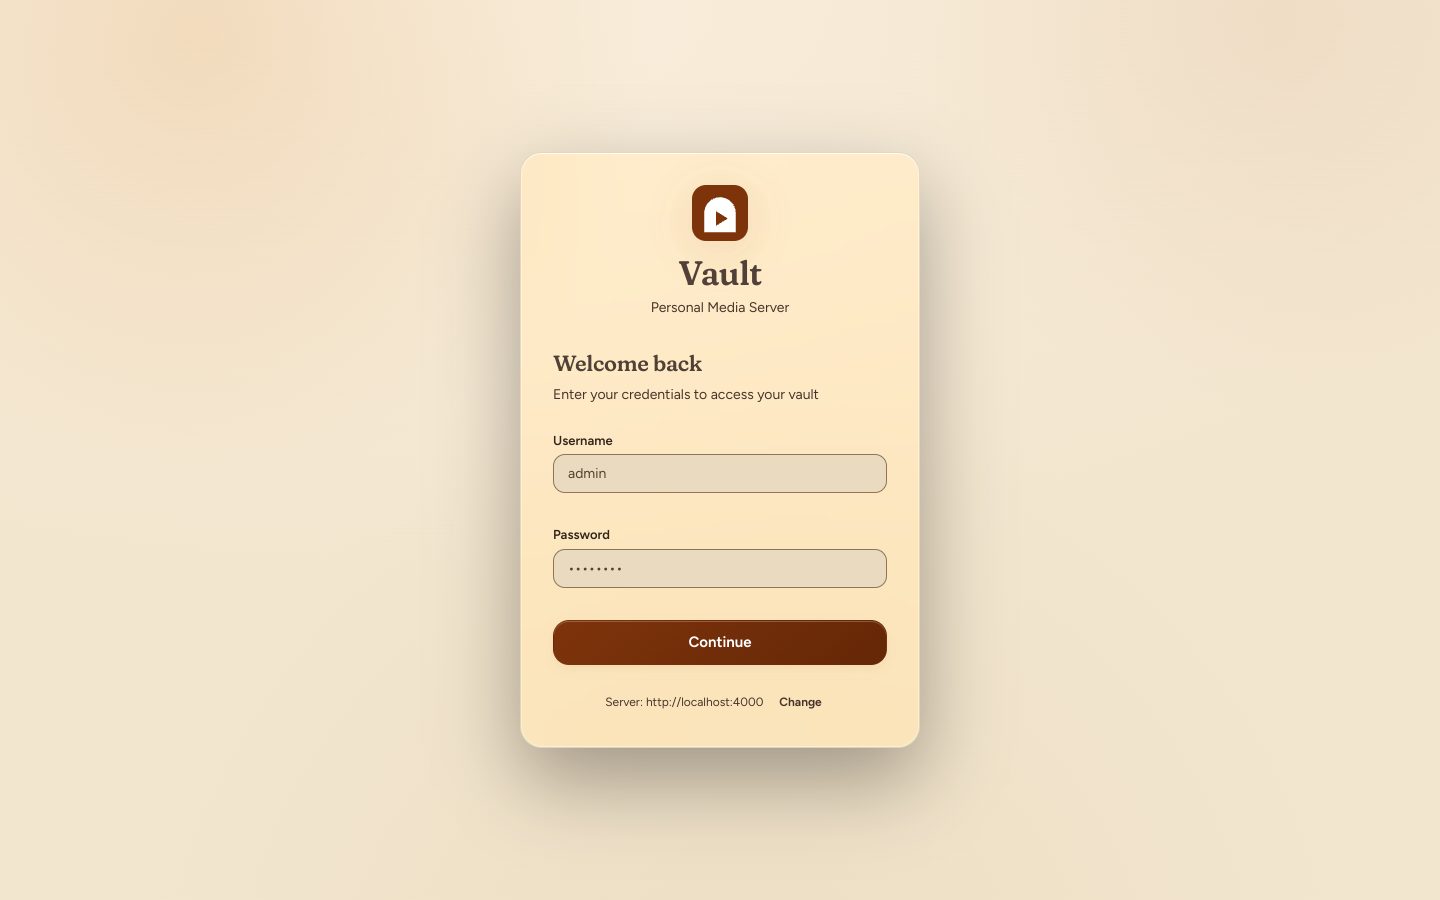 Vault
Personal Media Server
Welcome back
Enter your credentials to access your vault
Username
admin
Password
••••••••
Continue
Server: http://localhost:4000 Change